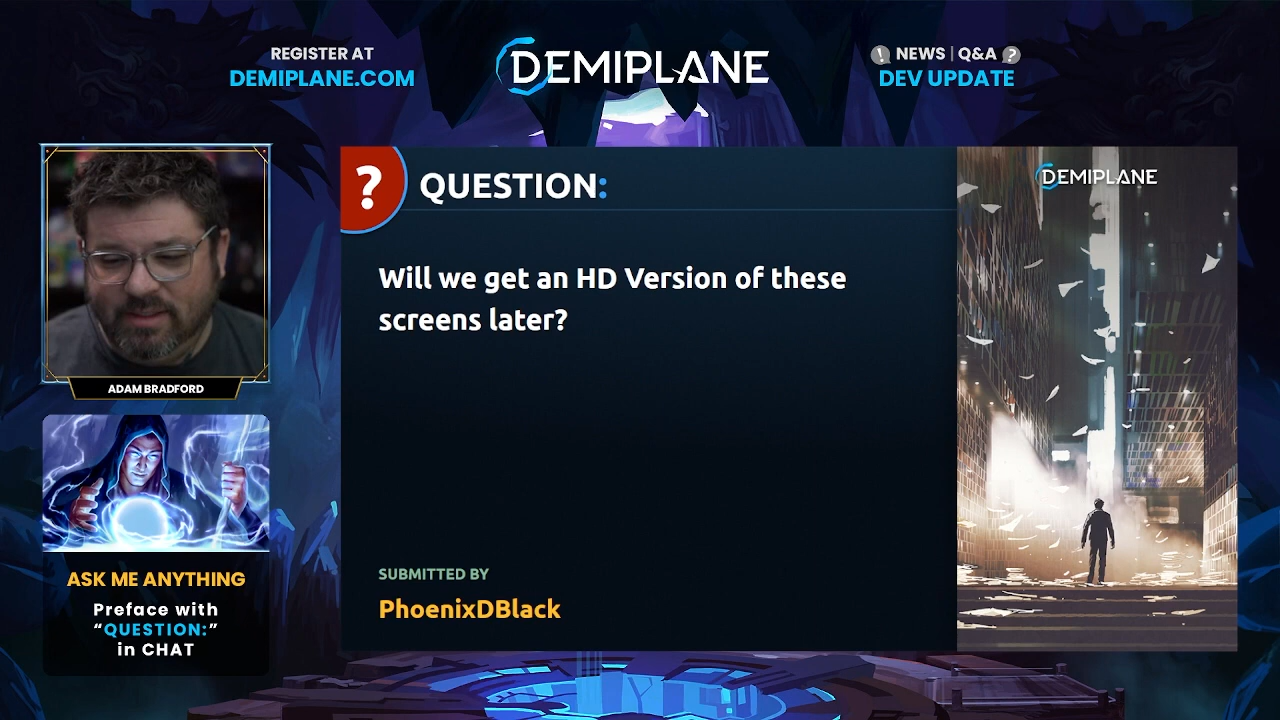 REGISTER AT
DEMIPLANE.COM
DEMIPLANE
! NEWS | Q&A ?
DEV UPDATE
ADAM BRADFORD
ASK ME ANYTHING
Preface with
“QUESTION:”
in CHAT
? QUESTION:
Will we get an HD Version of these
screens later?
SUBMITTED BY
PhoenixDBlack
DEMIPLANE